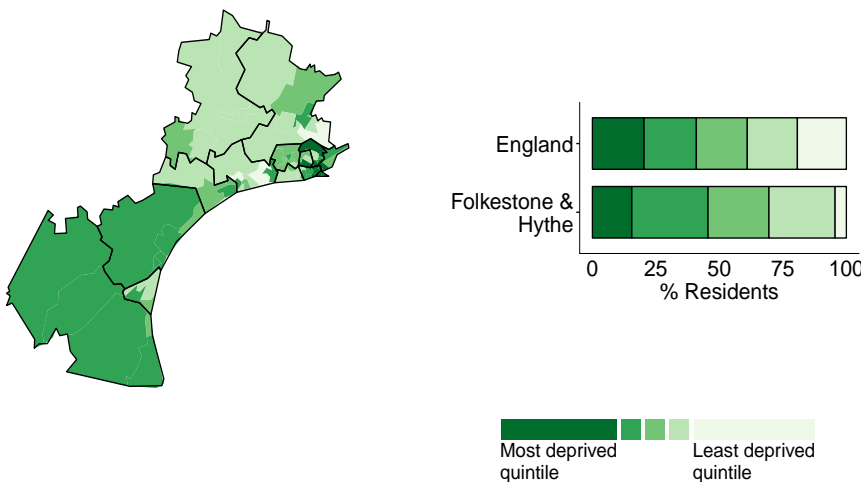 England
Folkestone &
Hythe
0 25 50 75 100
% Residents
Most deprived
quintile
Least deprived
quintile